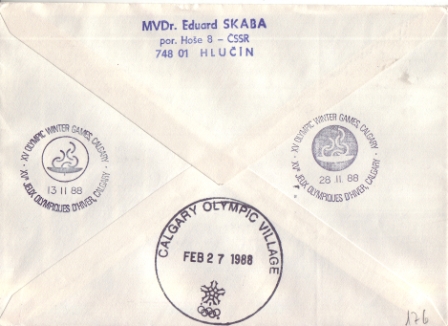 MVDr. Eduard SKABA
por. Hoše 8 – ČSSR
748 01 HLUČÍN
XV OLYMPIC WINTER GAMES, CALGARY -
XVes JEUX OLYMPIQUES D'HIVER, CALGARY -
13 II 88
XV OLYMPIC WINTER GAMES, CALGARY -
XVes JEUX OLYMPIQUES D'HIVER, CALGARY -
28 II 88
CALGARY OLYMPIC VILLAGE
FEB 27 1988
176